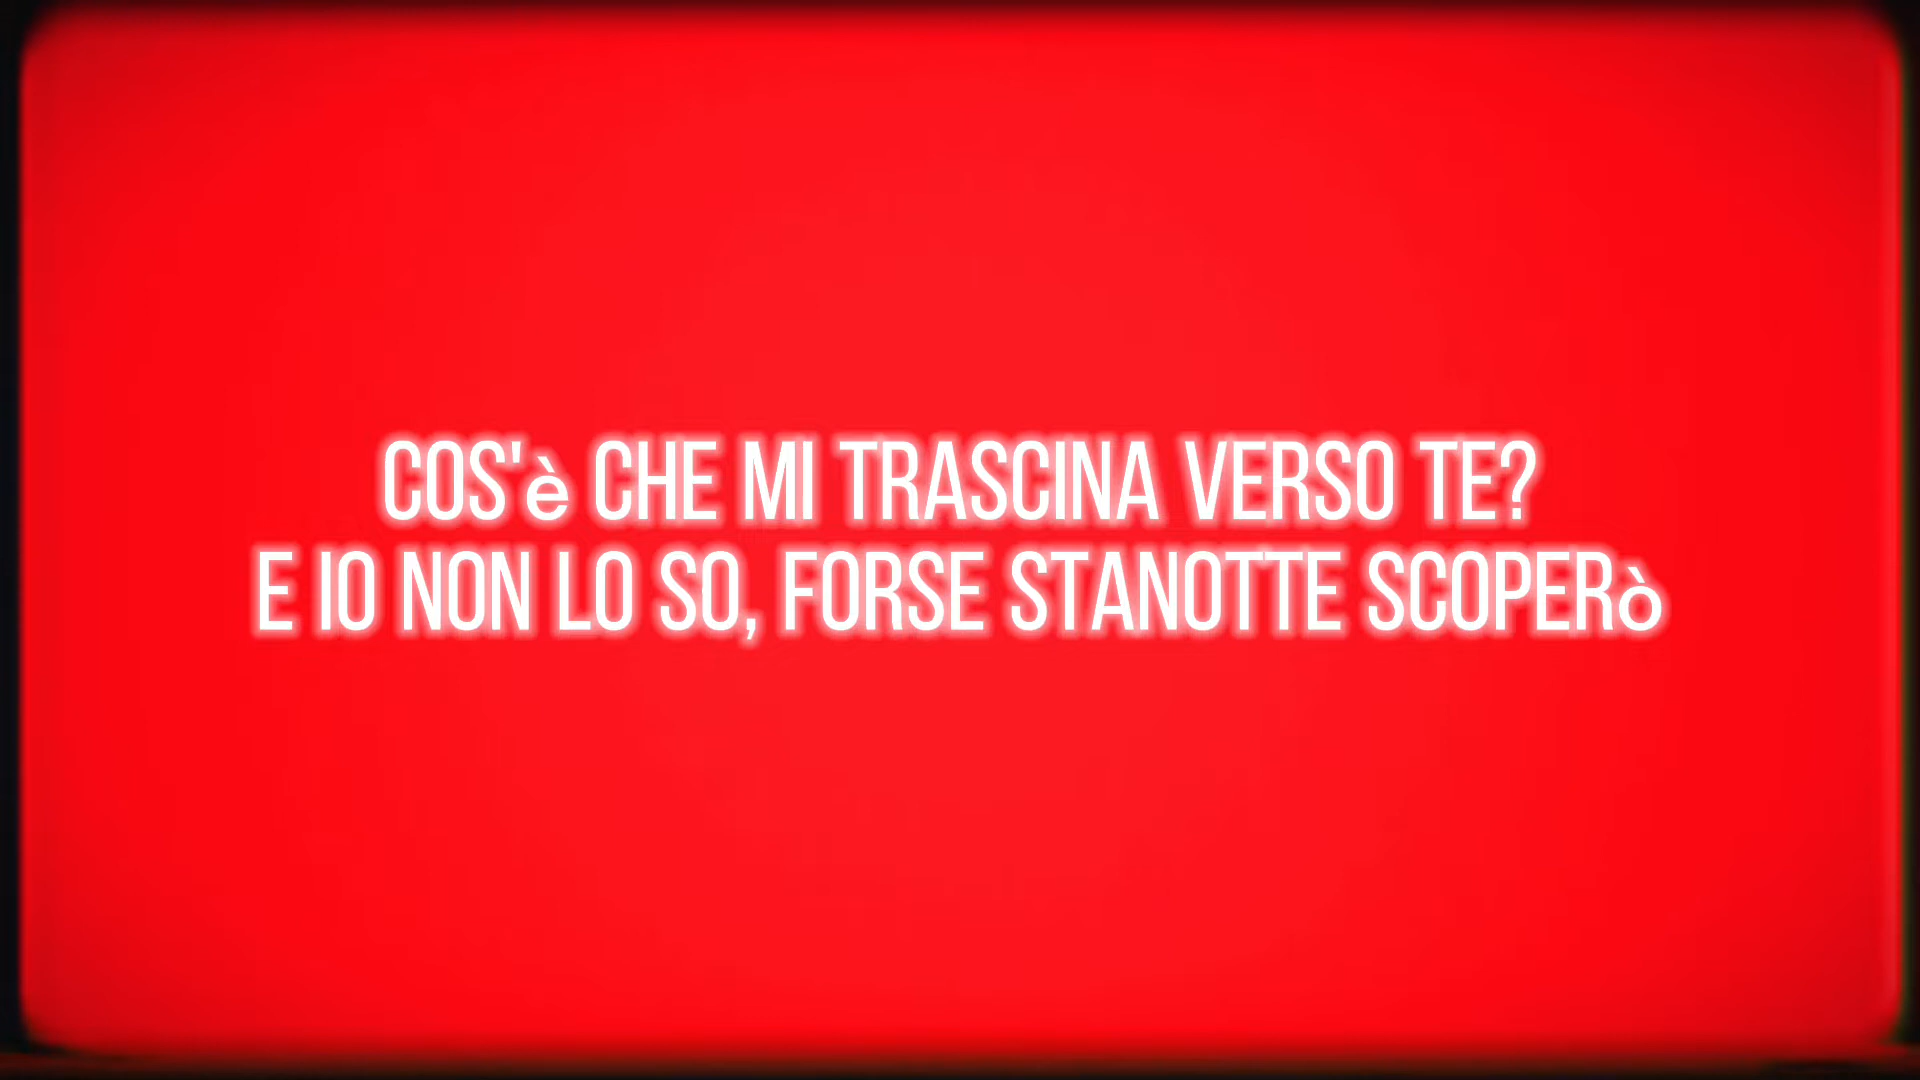 COS'è CHE MI TRASCINA VERSO TE?
E IO NON LO SO, FORSE STANOTTE SCOPERò